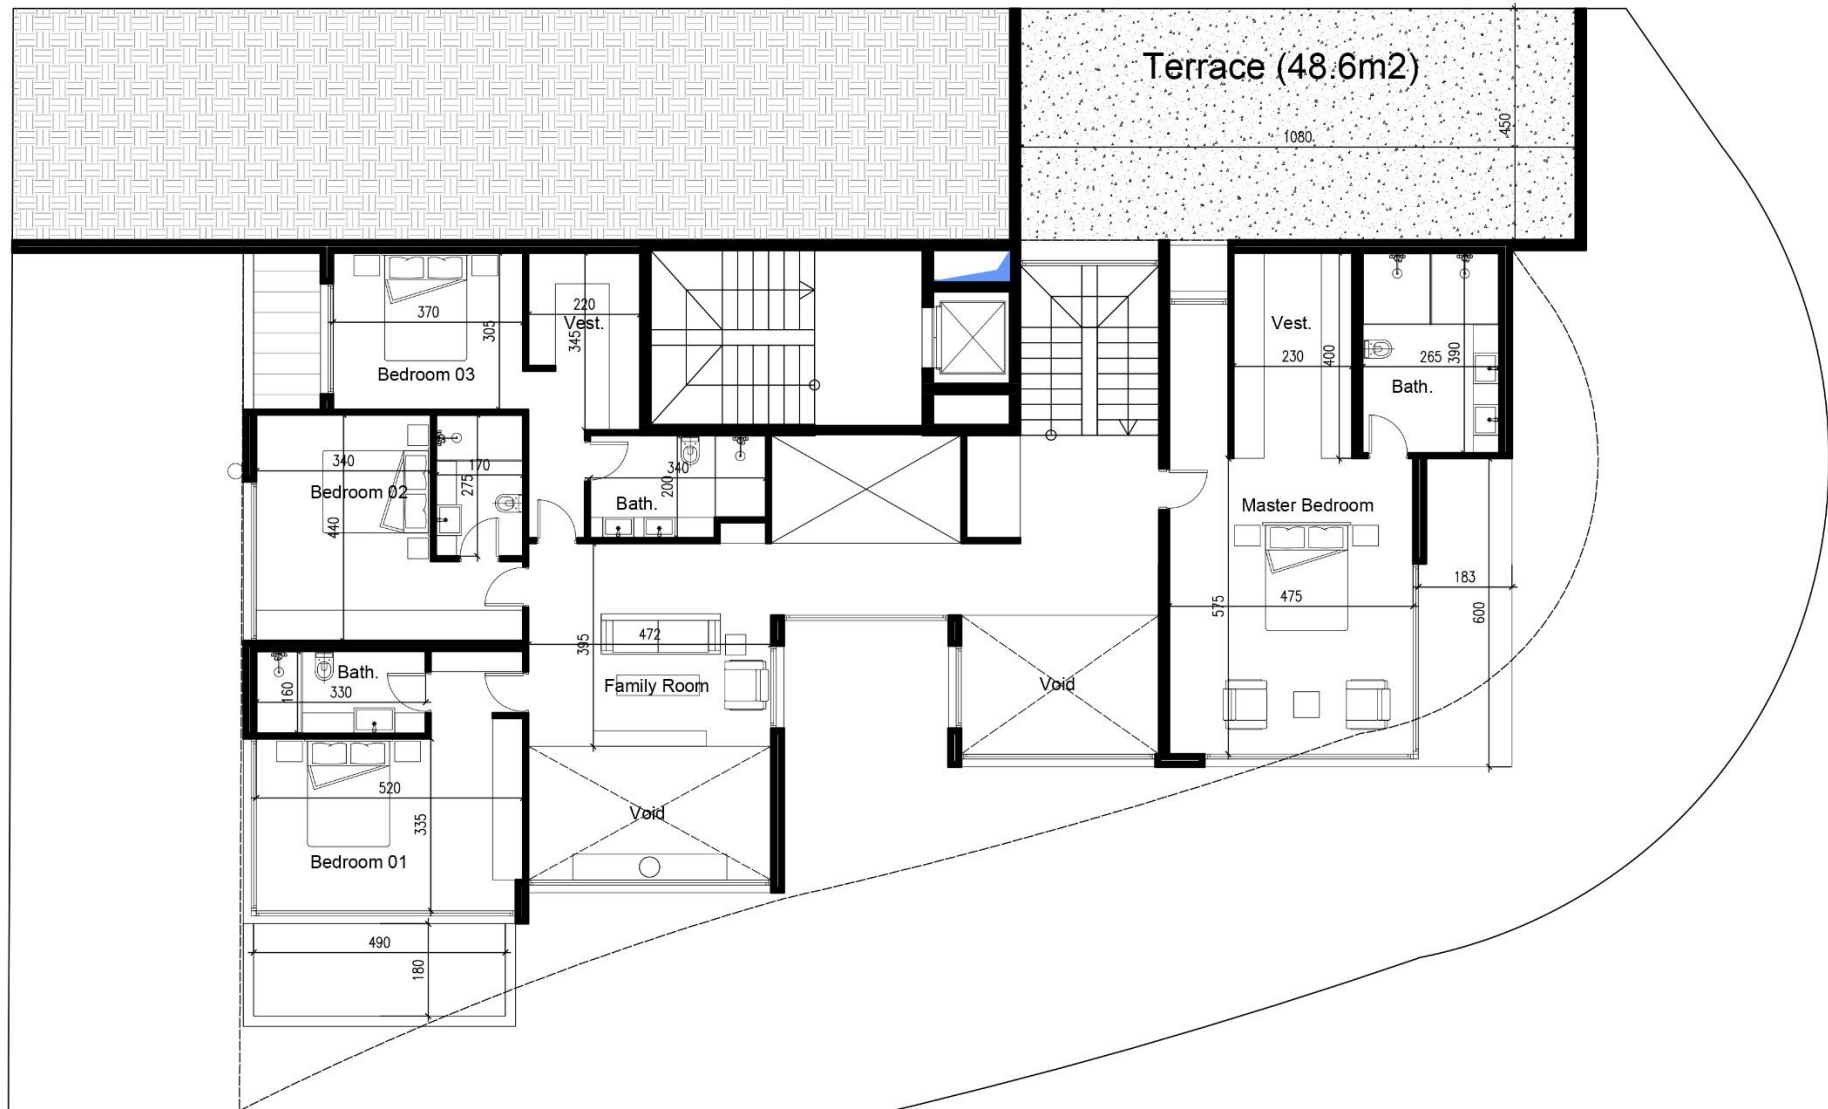 Terrace (48.6m2)
1080
450
370
305
Bedroom 03
220
Vest.
345
Vest.
230
400
265
390
Bath.
340
Bedroom 02
440
170
275
340
200
Bath.
Master Bedroom
475
575
183
600
Bath.
330
160
472
395
Family Room
Void
520
335
Bedroom 01
Void
490
180